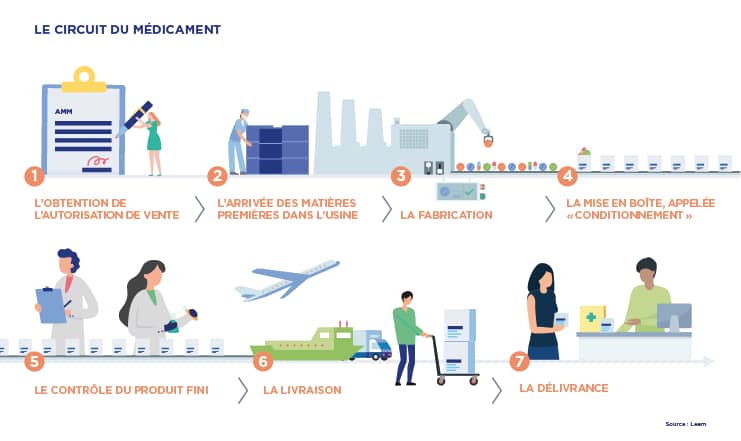 LE CIRCUIT DU MÉDICAMENT
AMM
1
L'OBTENTION DE
L'AUTORISATION DE VENTE
2
L'ARRIVÉE DES MATIÈRES
PREMIÈRES DANS L'USINE
3
LA FABRICATION
4
LA MISE EN BOÎTE, APPELÉE
« CONDITIONNEMENT »
5
LE CONTRÔLE DU PRODUIT FINI
6
LA LIVRAISON
7
LA DÉLIVRANCE
Source : Leem